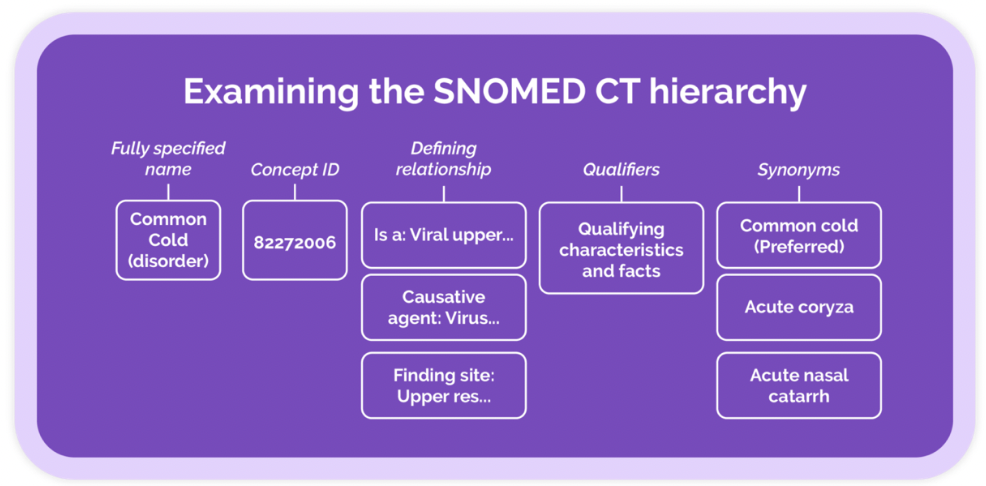 Examining the SNOMED CT hierarchy
Fully specified
name
Concept ID
Defining
relationship
Qualifiers
Synonyms
Common
Cold
(disorder)
82272006
Is a: Viral upper...
Causative
agent: Virus...
Finding site:
Upper res...
Qualifying
characteristics
and facts
Common cold
(Preferred)
Acute coryza
Acute nasal
catarrh